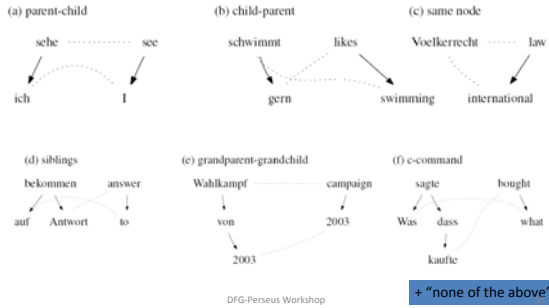 (a) parent-child
sehe see
ich I
(b) child-parent
schwimmt likes
gern swimming
(c) same node
Voelkerrecht law
international
(d) siblings
bekommen answer
auf Antwort to
(e) grandparent-grandchild
Wahlkampf campaign
von 2003
2003
(f) c-command
sagte bought
Was dass what
kaufte
DFG-Perseus Workshop
+ "none of the above"